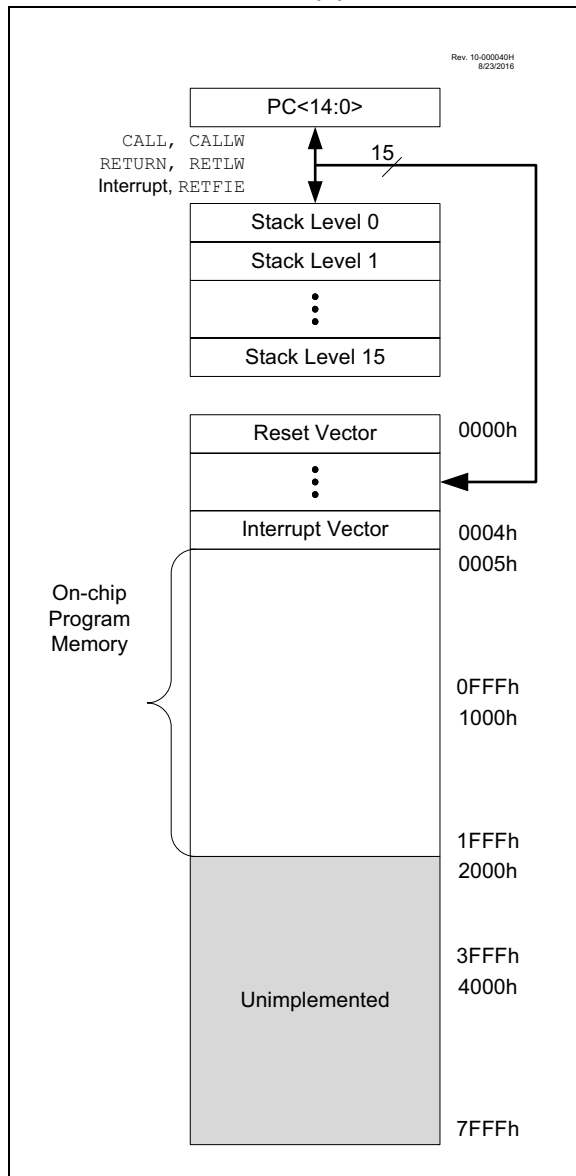 Rev. 10-000040H
8/23/2016
PC<14:0>
CALL, CALLW
RETURN, RETLW
Interrupt, RETFIE
15
Stack Level 0
Stack Level 1
Stack Level 15
Reset Vector
0000h
Interrupt Vector
0004h
0005h
On-chip
Program
Memory
0FFFh
1000h
1FFFh
2000h
3FFFh
Unimplemented
4000h
7FFFh